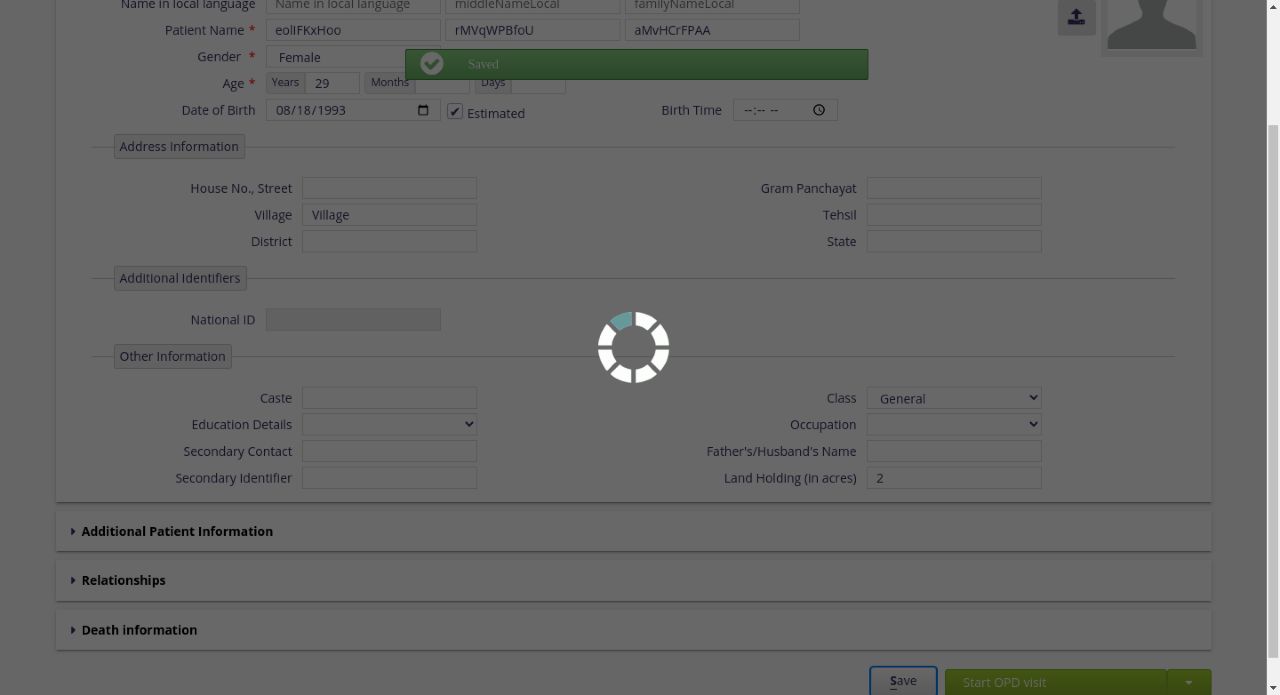 Name in local language Name in local language middleNameLocal familyNameLocal
Patient Name * eolIFKxHoo rMVqWPBfoU aMvHCrFPAA
Gender * Female
Saved
Age * Years 29 Months Days
Date of Birth 08/18/1993 Estimated Birth Time --:-- --
Address Information
House No., Street Gram Panchayat
Village Village Tehsil
District State
Additional Identifiers
National ID
Other Information
Caste Class General
Education Details Occupation
Secondary Contact Father's/Husband's Name
Secondary Identifier Land Holding (in acres) 2
Additional Patient Information
Relationships
Death information
Save Start OPD visit